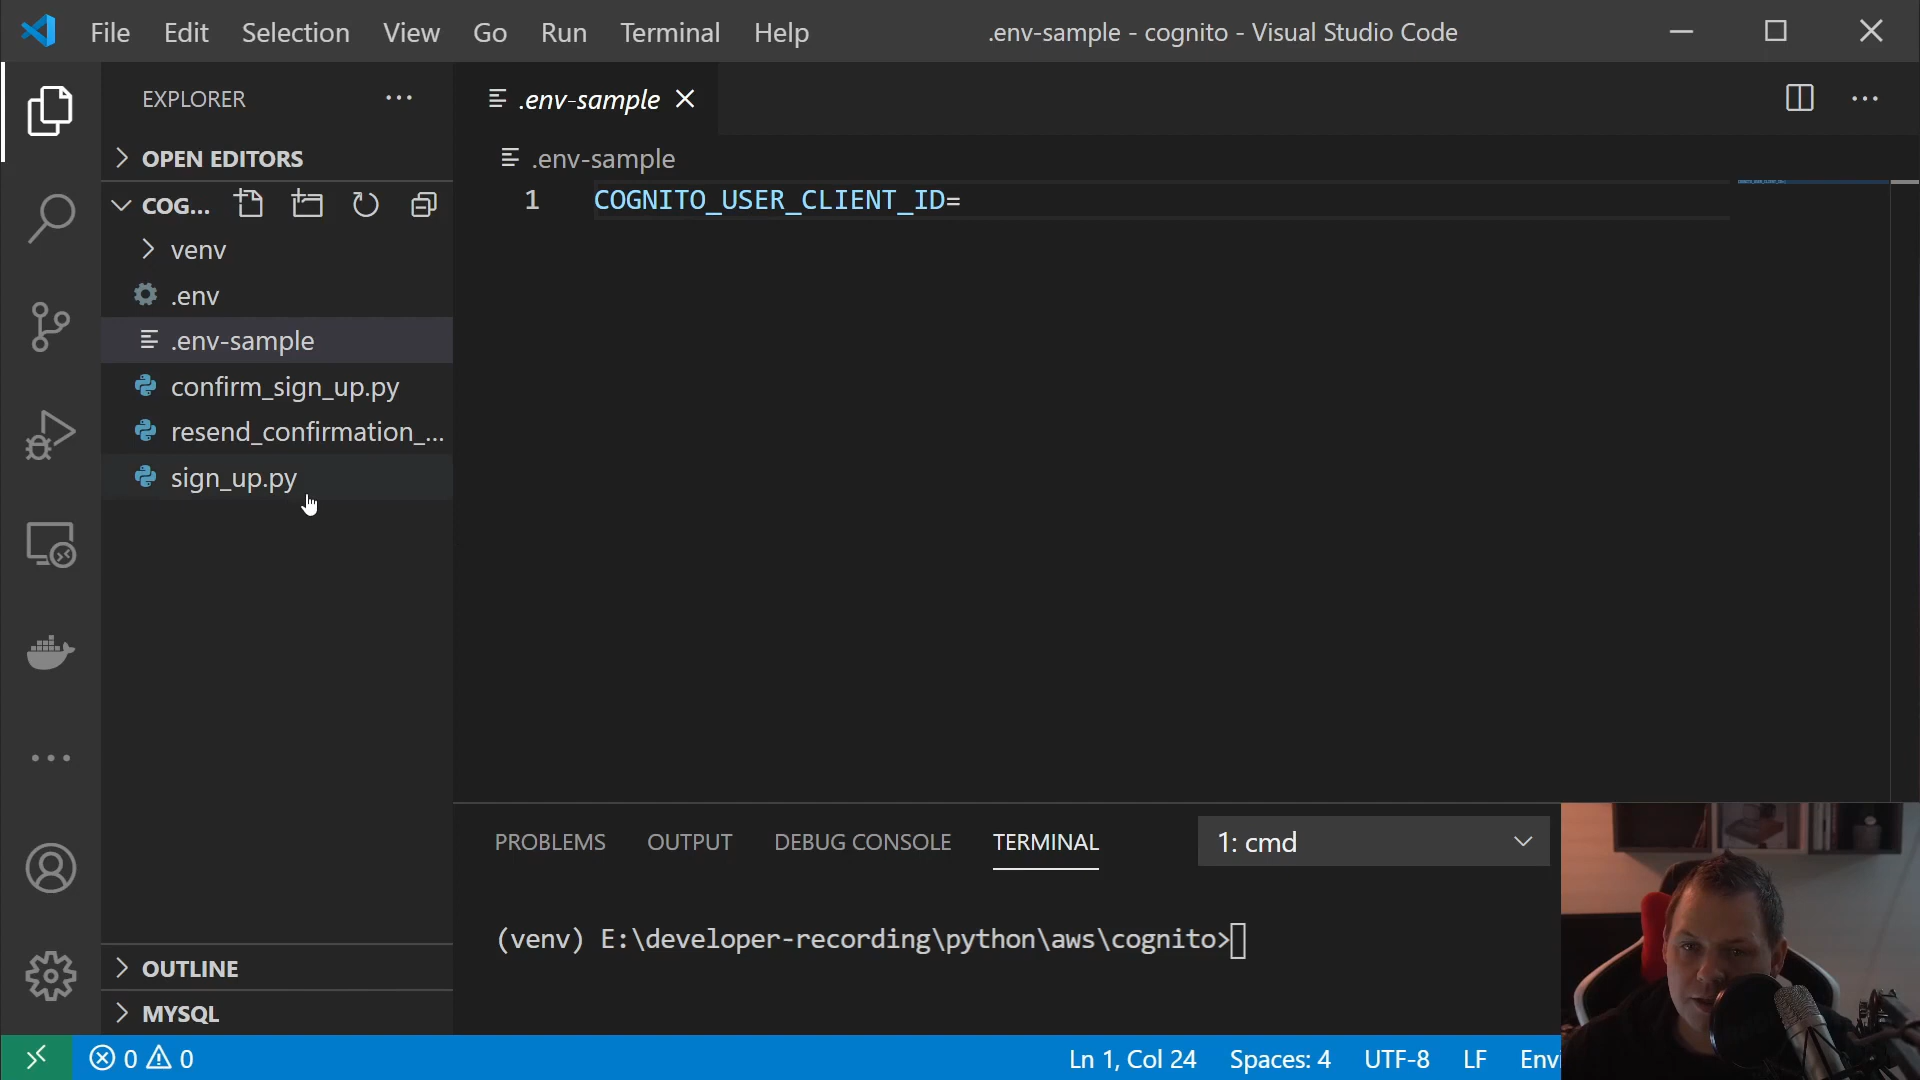 File Edit Selection View Go Run Terminal Help
.env-sample - cognito - Visual Studio Code
EXPLORER
OPEN EDITORS
COG...
venv
.env
.env-sample
confirm_sign_up.py
resend_confirmation_...
sign_up.py
OUTLINE
MYSQL
.env-sample
.env-sample
1 COGNITO_USER_CLIENT_ID=
PROBLEMS OUTPUT DEBUG CONSOLE TERMINAL 1: cmd
(venv) E:\developer-recording\python\aws\cognito>
0 0 Ln 1, Col 24 Spaces: 4 UTF-8 LF Envi